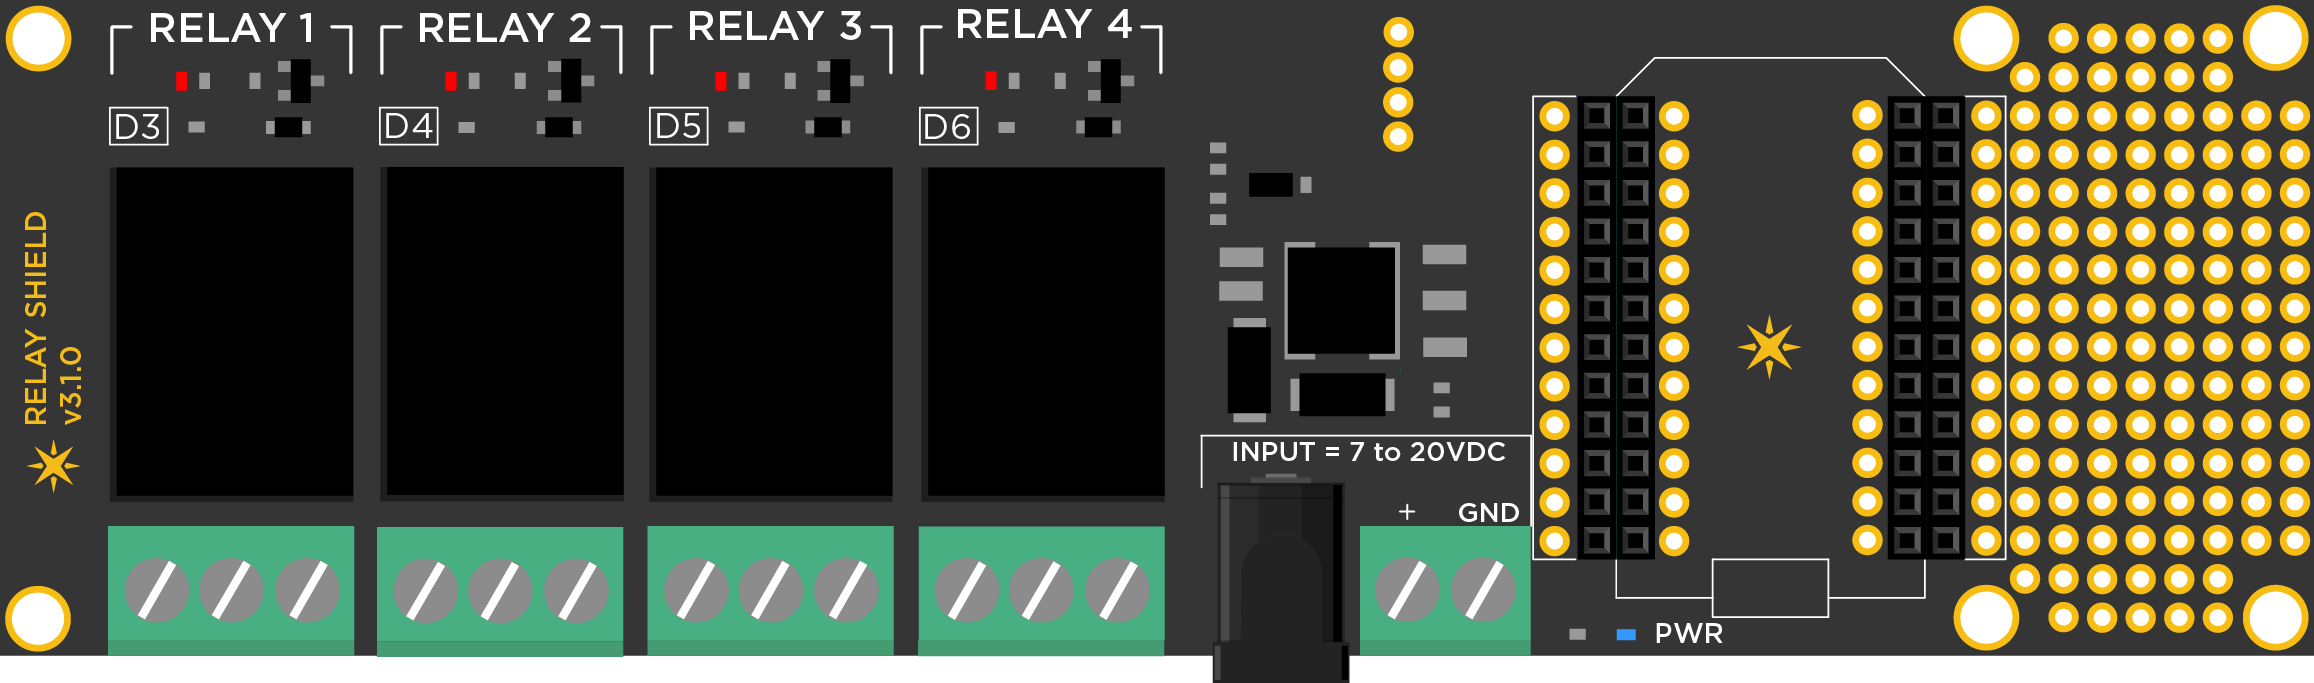 RELAY 1
RELAY 2
RELAY 3
RELAY 4
D3
D4
D5
D6
RELAY SHIELD
v3.1.0
INPUT = 7 to 20VDC
+ GND
PWR